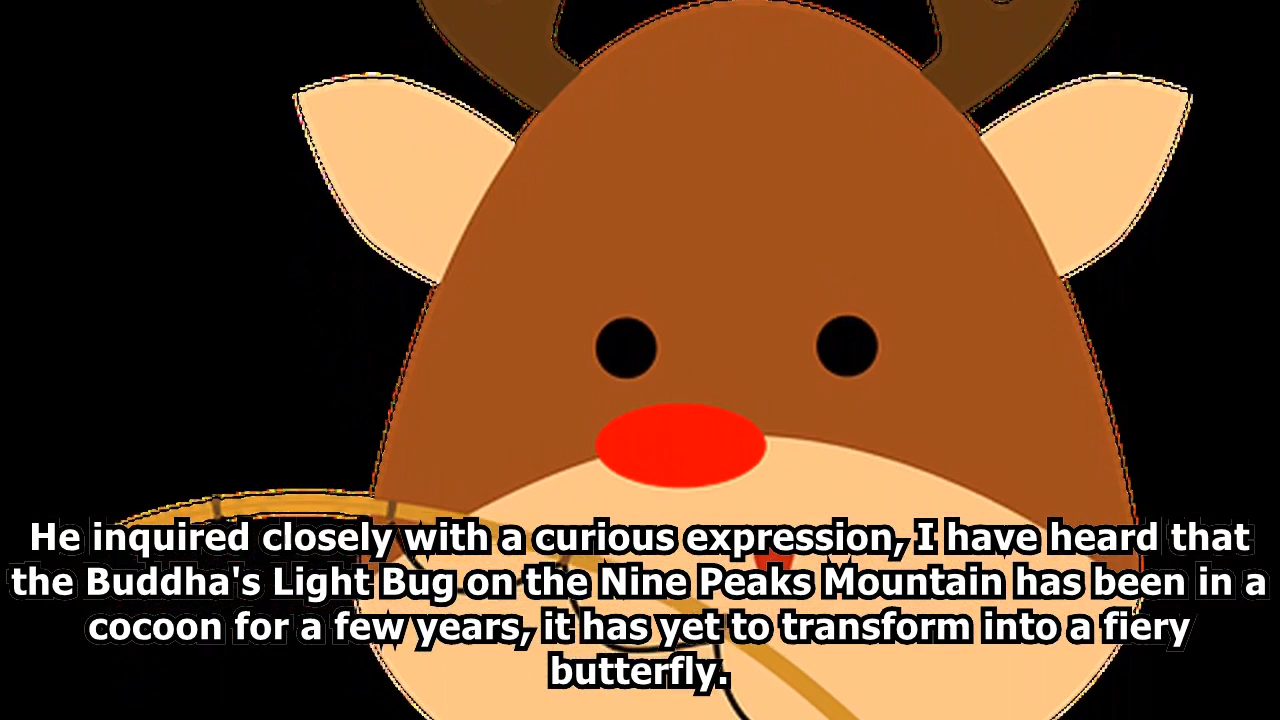 He inquired closely with a curious expression, I have heard that
the Buddha's Light Bug on the Nine Peaks Mountain has been in a
cocoon for a few years, it has yet to transform into a fiery
butterfly.